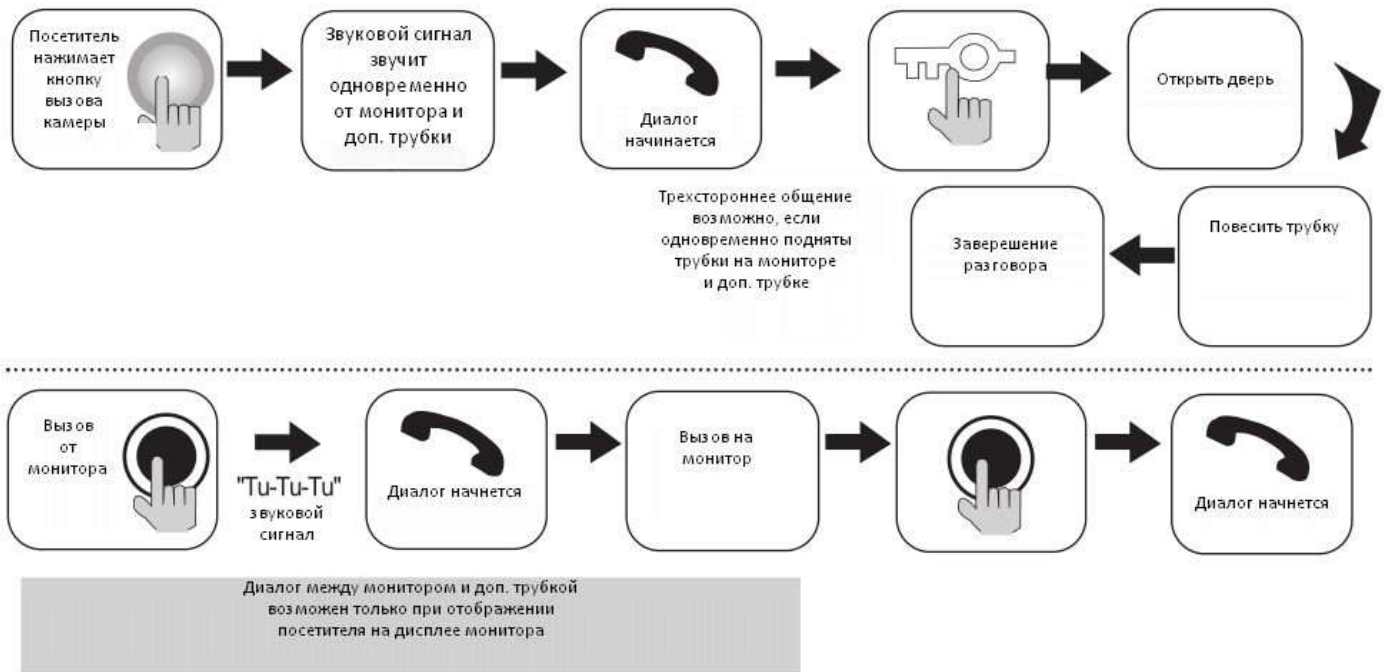 Посетитель
нажимает
кнопку
вызова
камеры
Звуковой сигнал
звучит
одновременно
от монитора и
доп. трубки
Диалог
начинается
Открыть дверь
Трехстороннее общение
возможно, если
одновременно подняты
трубки на мониторе
и доп. трубке
Заверешение
разговора
Повесить трубку
Вызов
от
монитора
"Tu-Tu-Tu"
звуковой
сигнал
Диалог начнется
Вызов на
монитор
Диалог начнется
Диалог между монитором и доп. трубкой
возможен только при отображении
посетителя на дисплее монитора